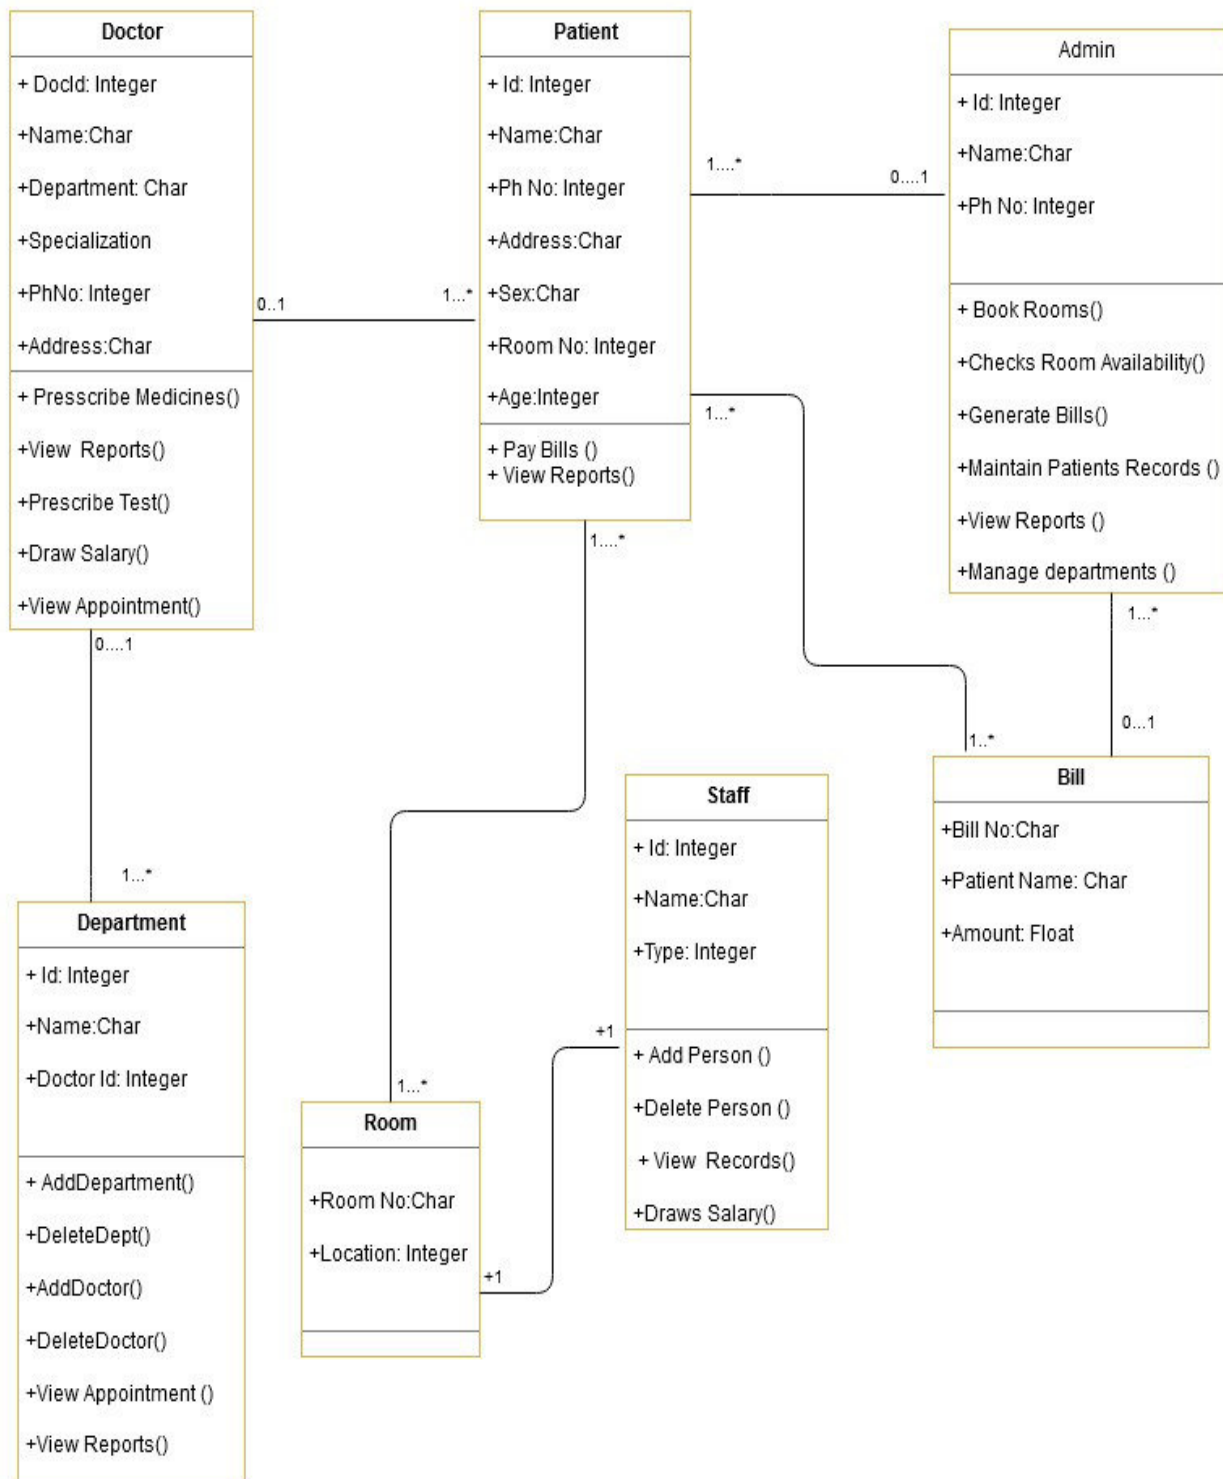 Doctor
+ DocId: Integer
+Name:Char
+Department: Char
+Specialization
+PhNo: Integer
+Address:Char
+ Presscribe Medicines()
+View  Reports()
+Prescribe Test()
+Draw Salary()
+View Appointment()
0..1
1...*
Patient
+ Id: Integer
+Name:Char
+Ph No: Integer
+Address:Char
+Sex:Char
+Room No: Integer
+Age:Integer
+ Pay Bills ()
+ View Reports()
1....*
0....1
Admin
+ Id: Integer
+Name:Char
+Ph No: Integer
+ Book Rooms()
+Checks Room Availability()
+Generate Bills()
+Maintain Patients Records ()
+View Reports ()
+Manage departments ()
1...*
1....*
0....1
1...*
1...*
0...1
1..*
Department
+ Id: Integer
+Name:Char
+Doctor Id: Integer
+ AddDepartment()
+DeleteDept()
+AddDoctor()
+DeleteDoctor()
+View Appointment ()
+View Reports()
1...*
Room
+Room No:Char
+Location: Integer
+1
+1
Staff
+ Id: Integer
+Name:Char
+Type: Integer
+ Add Person ()
+Delete Person ()
+ View  Records()
+Draws Salary()
Bill
+Bill No:Char
+Patient Name: Char
+Amount: Float